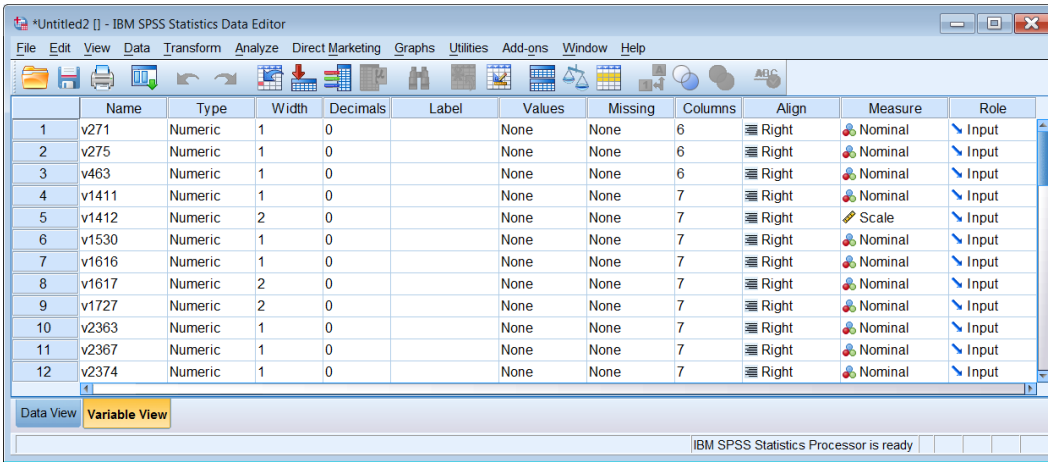 *Untitled2 [] - IBM SPSS Statistics Data Editor
File Edit View Data Transform Analyze Direct Marketing Graphs Utilities Add-ons Window Help
Name Type Width Decimals Label Values Missing Columns Align Measure Role
1 v271 Numeric 1 0 None None 6 Right Nominal Input
2 v275 Numeric 1 0 None None 6 Right Nominal Input
3 v463 Numeric 1 0 None None 6 Right Nominal Input
4 v1411 Numeric 1 0 None None 7 Right Nominal Input
5 v1412 Numeric 2 0 None None 7 Right Scale Input
6 v1530 Numeric 1 0 None None 7 Right Nominal Input
7 v1616 Numeric 1 0 None None 7 Right Nominal Input
8 v1617 Numeric 2 0 None None 7 Right Nominal Input
9 v1727 Numeric 2 0 None None 7 Right Nominal Input
10 v2363 Numeric 1 0 None None 7 Right Nominal Input
11 v2367 Numeric 1 0 None None 7 Right Nominal Input
12 v2374 Numeric 1 0 None None 7 Right Nominal Input
Data View Variable View
IBM SPSS Statistics Processor is ready